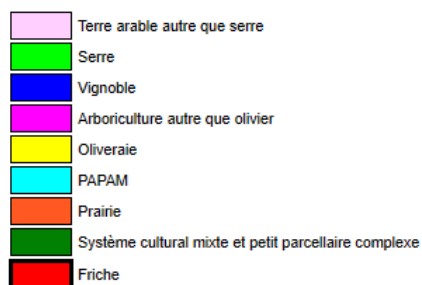 Terre arable autre que serre
Serre
Vignoble
Arboriculture autre que olivier
Oliveraie
PAPAM
Prairie
Système cultural mixte et petit parcellaire complexe
Friche